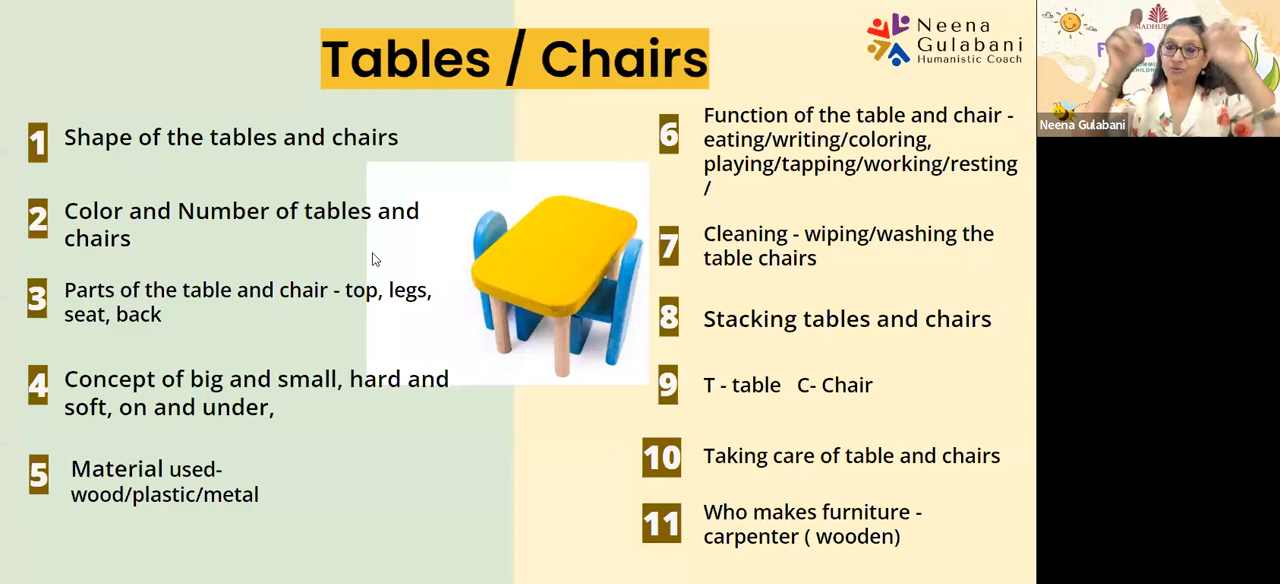 Tables / Chairs
Neena
Gulabani
Humanistic Coach
1 Shape of the tables and chairs
2 Color and Number of tables and
chairs
3 Parts of the table and chair - top, legs,
seat, back
4 Concept of big and small, hard and
soft, on and under,
5 Material used-
wood/plastic/metal
6 Function of the table and chair -
eating/writing/coloring,
playing/tapping/working/resting
/
7 Cleaning - wiping/washing the
table chairs
8 Stacking tables and chairs
9 T - table C- Chair
10 Taking care of table and chairs
11 Who makes furniture -
carpenter ( wooden)
Neena Gulabani